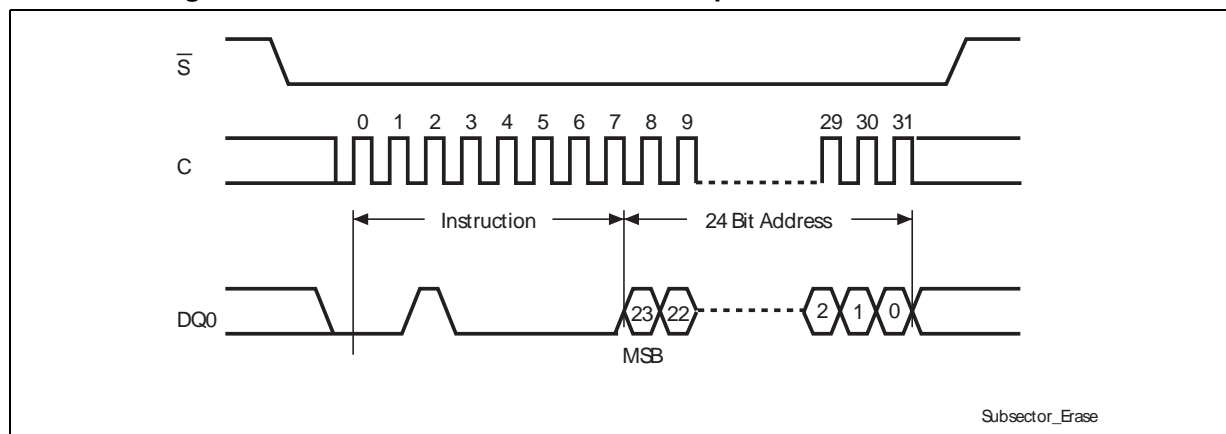 S
0 1 2 3 4 5 6 7 8 9 29 30 31
C
Instruction 24 Bit Address
DQ0 23 22 2 1 0
MSB
Subsector_Erase